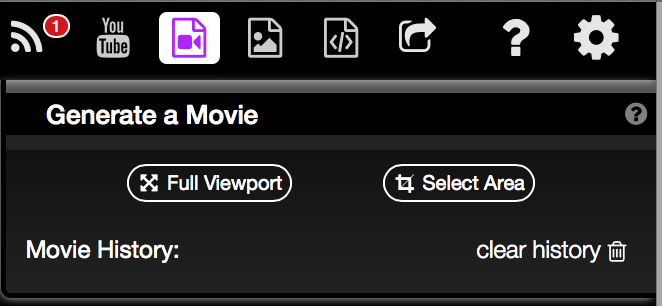 1
You
Tube
</>
?
Generate a Movie
?
Full Viewport
Select Area
Movie History:
clear history